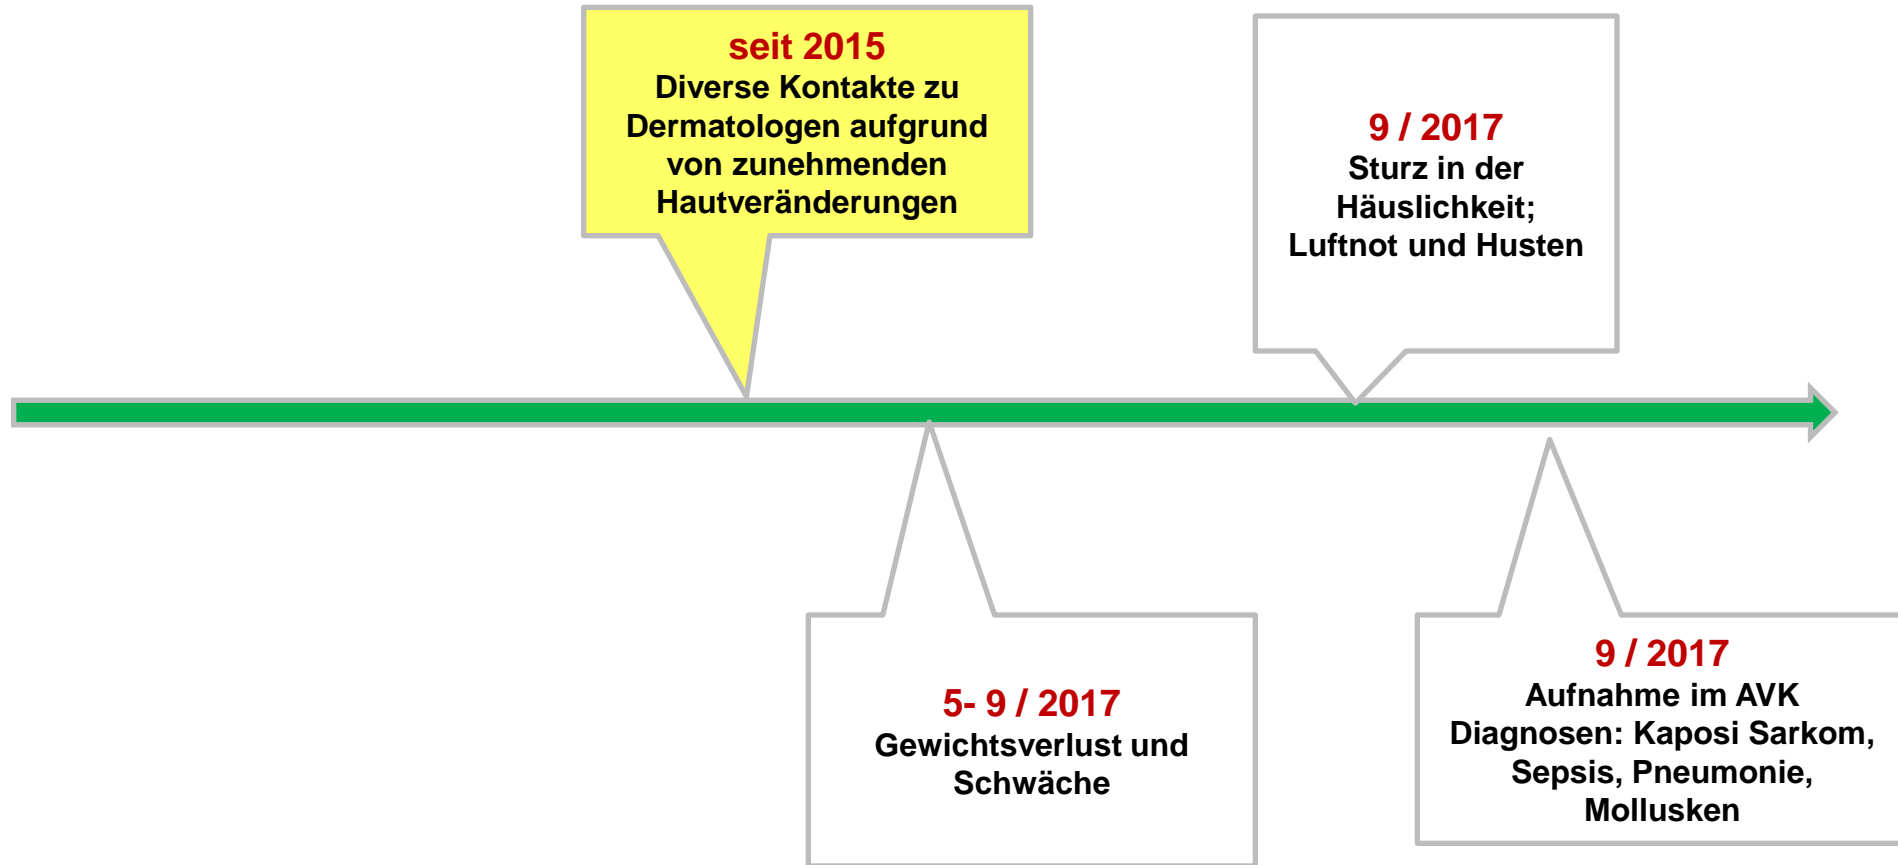 seit 2015
Diverse Kontakte zu
Dermatologen aufgrund
von zunehmenden
Hautveränderungen
9 / 2017
Sturz in der
Häuslichkeit;
Luftnot und Husten
5- 9 / 2017
Gewichtsverlust und
Schwäche
9 / 2017
Aufnahme im AVK
Diagnosen: Kaposi Sarkom,
Sepsis, Pneumonie,
Mollusken